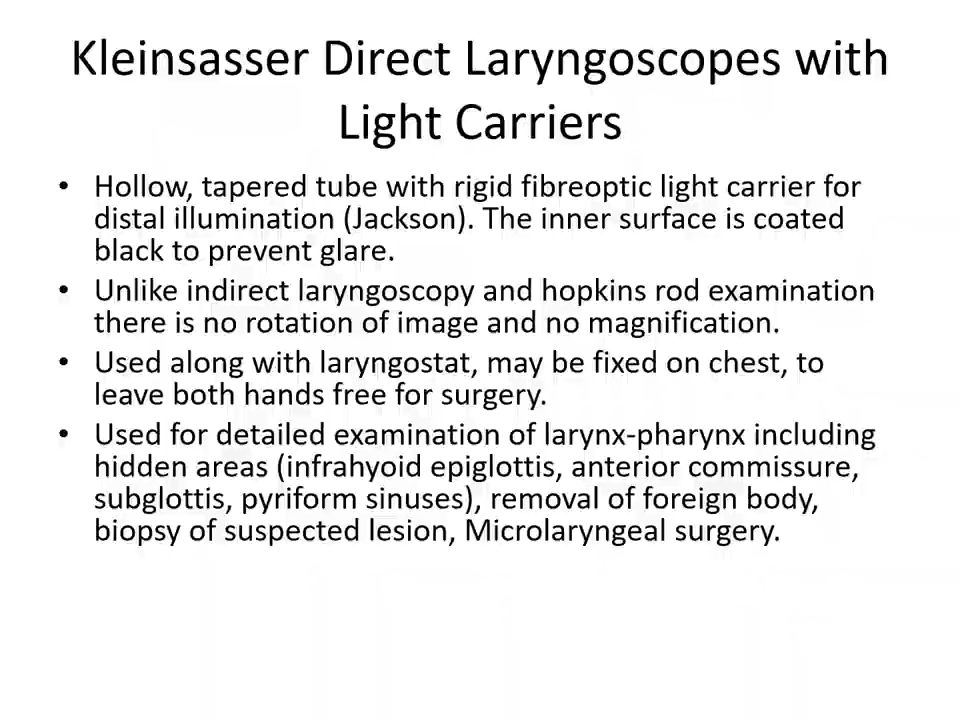 Kleinsasser Direct Laryngoscopes with
Light Carriers
• Hollow, tapered tube with rigid fibreoptic light carrier for
distal illumination (Jackson). The inner surface is coated
black to prevent glare.
• Unlike indirect laryngoscopy and hopkins rod examination
there is no rotation of image and no magnification.
• Used along with laryngostat, may be fixed on chest, to
leave both hands free for surgery.
• Used for detailed examination of larynx-pharynx including
hidden areas (infrahyoid epiglottis, anterior commissure,
subglottis, pyriform sinuses), removal of foreign body,
biopsy of suspected lesion, Microlaryngeal surgery.